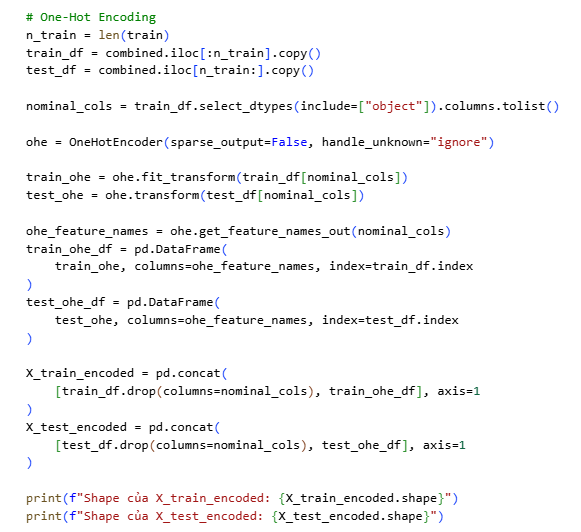 # One-Hot Encoding
n_train = len(train)
train_df = combined.iloc[:n_train].copy()
test_df = combined.iloc[n_train:].copy()
nominal_cols = train_df.select_dtypes(include=["object"]).columns.tolist()
ohe = OneHotEncoder(sparse_output=False, handle_unknown="ignore")
train_ohe = ohe.fit_transform(train_df[nominal_cols])
test_ohe = ohe.transform(test_df[nominal_cols])
ohe_feature_names = ohe.get_feature_names_out(nominal_cols)
train_ohe_df = pd.DataFrame(
    train_ohe, columns=ohe_feature_names, index=train_df.index
)
test_ohe_df = pd.DataFrame(
    test_ohe, columns=ohe_feature_names, index=test_df.index
)
X_train_encoded = pd.concat(
    [train_df.drop(columns=nominal_cols), train_ohe_df], axis=1
)
X_test_encoded = pd.concat(
    [test_df.drop(columns=nominal_cols), test_ohe_df], axis=1
)
print(f"Shape của X_train_encoded: {X_train_encoded.shape}")
print(f"Shape của X_test_encoded: {X_test_encoded.shape}")